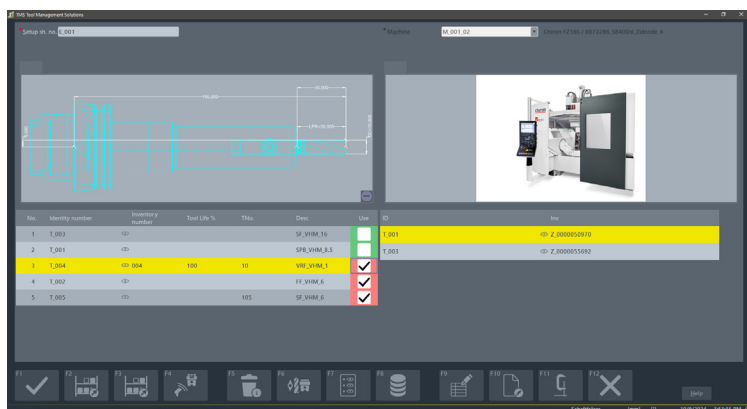 TMS Tool Management Solutions
*Setup sh. no. E_001
*Machine M_001_02
No. Identity number Inventory number Tool Life % TNo. Desc Use
1 T_003 SF_VHM_16
2 T_001 SPB_VHM_8.5
3 T_004 004 100 10 VRF_VHM_1
4 T_002 FF_VHM_6
5 T_005 105 SF_VHM_6
ID Inv
T_001 Z_0000050970
T_003 Z_0000055692
F1 F2 F3 F4 F5 F6 F7 F8 F9 F10 F11 F12
Help